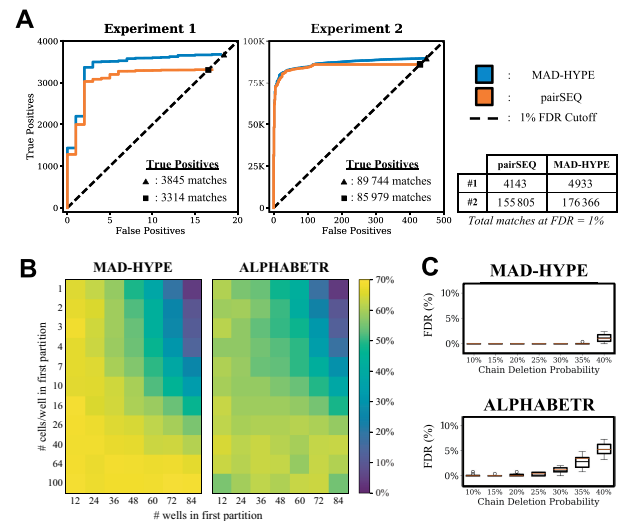 A
Experiment 1
4000
3000
2000
1000
0
True Positives
0 5 10 15 20
False Positives
True Positives
: 3845 matches
: 3314 matches
Experiment 2
100K
75K
50K
25K
0
0 100 200 300 400 500
False Positives
True Positives
: 89 744 matches
: 85 979 matches
: MAD-HYPE
: pairSEQ
: 1% FDR Cutoff
pairSEQ MAD-HYPE
#1 4143 4933
#2 155 805 176 366
Total matches at FDR = 1%
B
MAD-HYPE
ALPHABETR
# cells/well in first partition
1
2
3
4
7
10
16
26
40
64
100
12 24 36 48 60 72 84
12 24 36 48 60 72 84
# wells in first partition
70%
60%
50%
40%
30%
20%
10%
0%
C
MAD-HYPE
FDR (%)
10%
5%
0%
10% 15% 20% 25% 30% 35% 40%
Chain Deletion Probability
ALPHABETR
FDR (%)
10%
5%
0%
10% 15% 20% 25% 30% 35% 40%
Chain Deletion Probability